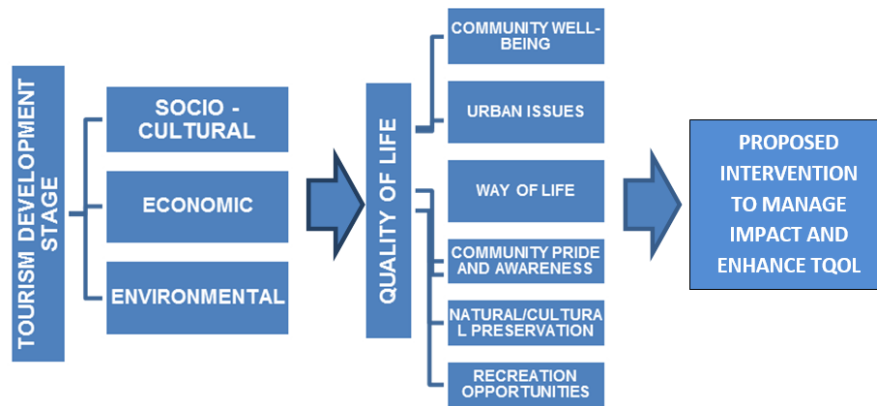 TOURISM DEVELOPMENT
STAGE
SOCIO -
CULTURAL
ECONOMIC
ENVIRONMENTAL
QUALITY OF LIFE
COMMUNITY WELL-
BEING
URBAN ISSUES
WAY OF LIFE
COMMUNITY PRIDE
AND AWARENESS
NATURAL/CULTURA
L PRESERVATION
RECREATION
OPPORTUNITIES
PROPOSED
INTERVENTION
TO MANAGE
IMPACT AND
ENHANCE TQOL